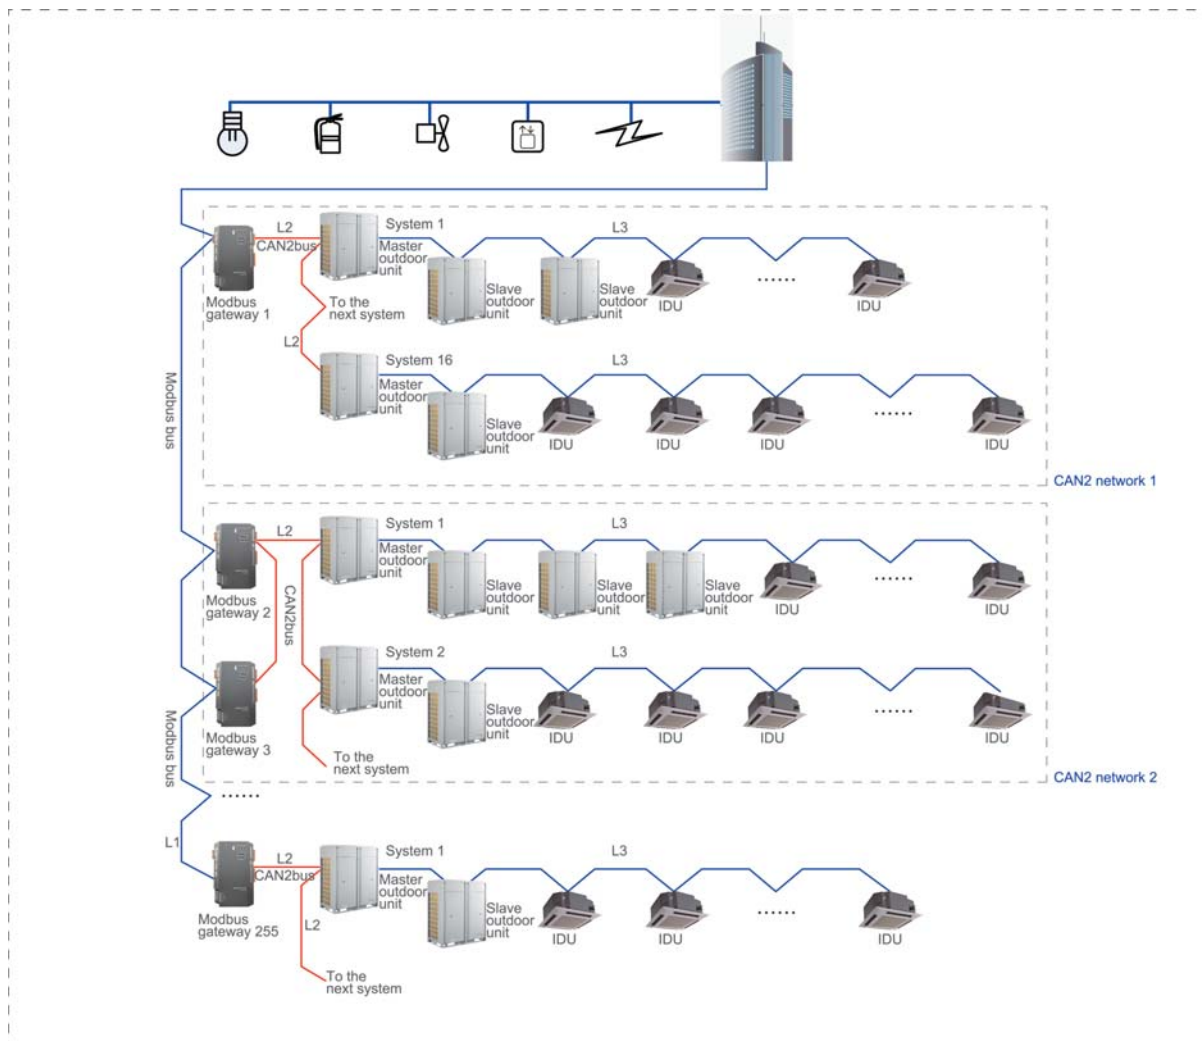 System 1
L2
CAN2bus
L3
Master
outdoor
unit
Slave
outdoor
unit
Slave
outdoor
unit
......
IDU
IDU
Modbus
gateway 1
To the
next system
L2
System 16
L3
Master
outdoor
unit
Slave
outdoor
unit
......
IDU
IDU
IDU
IDU
Modbus bus
CAN2 network 1
System 1
L2
L3
Master
outdoor
unit
Slave
outdoor
unit
Slave
outdoor
unit
Slave
outdoor
unit
......
IDU
IDU
Modbus
gateway 2
CAN2bus
System 2
L3
Master
outdoor
unit
Slave
outdoor
unit
......
IDU
IDU
IDU
IDU
Modbus
gateway 3
To the
next system
Modbus bus
CAN2 network 2
......
L1
System 1
L2
CAN2bus
L3
Master
outdoor
unit
Slave
outdoor
unit
......
IDU
IDU
IDU
Modbus
gateway 255
L2
To the
next system